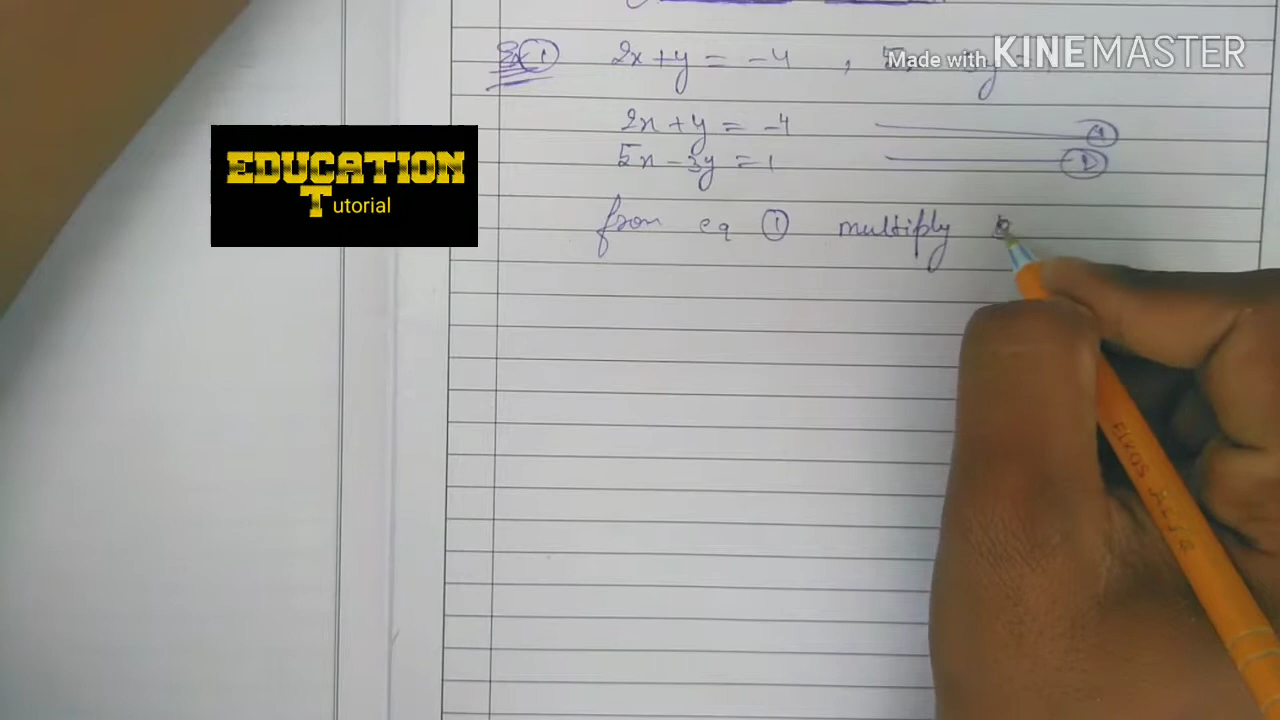 Ex ① 2x + y = -4 , 5
Made with KINEMASTER
2x + y = -4 ①
5x - 3y = 1
EDUCATION
Tutorial
from eq ① multiply